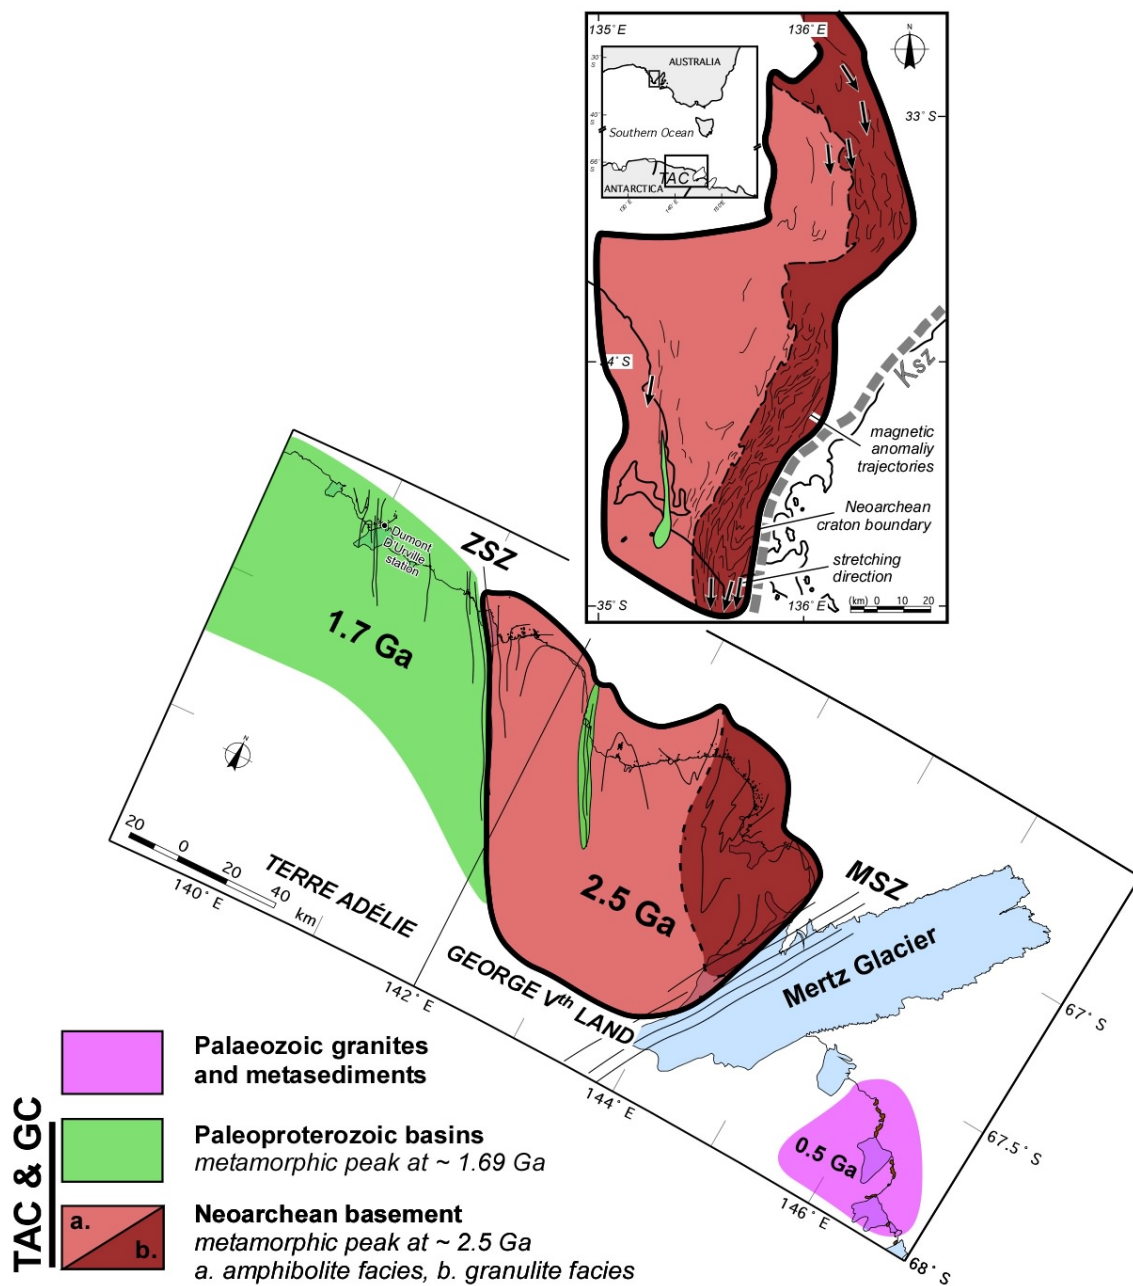 135° E
136° E
N
30°
S
AUSTRALIA
33° S
40°
S
Southern Ocean
66°
S
TAC
ANTARCTICA
140° E
34° S
Ksz
magnetic
anomaliy
trajectories
Neoarchean
craton boundary
stretching
direction
35° S
136° E
(km) 0 10 20
ZSZ
Dumont
D'Urville
station
1.7 Ga
N
20
0
20
40
km
140° E
TERRE ADÉLIE
2.5 Ga
MSZ
Mertz Glacier
GEORGE Vth LAND
142° E
67° S
144° E
67.5° S
0.5 Ga
146° E
68° S
TAC & GC
Palaeozoic granites
and metasediments
Paleoproterozoic basins
metamorphic peak at ~ 1.69 Ga
a.
b.
Neoarchean basement
metamorphic peak at ~ 2.5 Ga
a. amphibolite facies, b. granulite facies